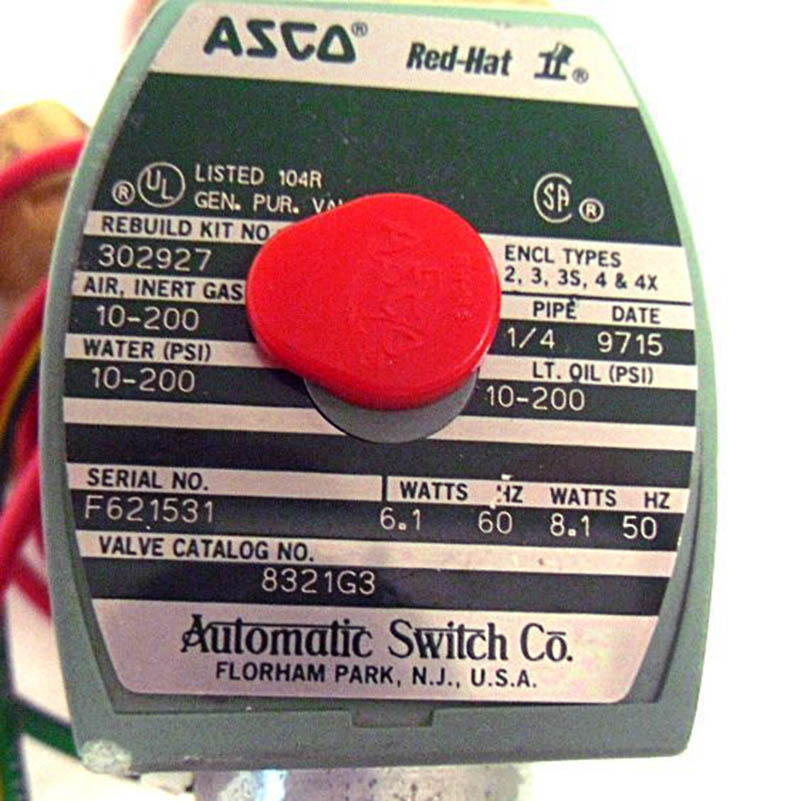 ASCO® Red-Hat II®
® UL LISTED 104R
GEN. PUR.
SA ®
REBUILD KIT NO
302927
ENCL TYPES
2, 3, 3S, 4 & 4X
AIR, INERT GAS
10-200
PIPE DATE
1/4 9715
WATER (PSI)
10-200
LT. OIL (PSI)
10-200
SERIAL NO.
F621531
WATTS HZ WATTS HZ
6.1 60 8.1 50
VALVE CATALOG NO.
8321G3
Automatic Switch Co.
FLORHAM PARK, N.J., U.S.A.